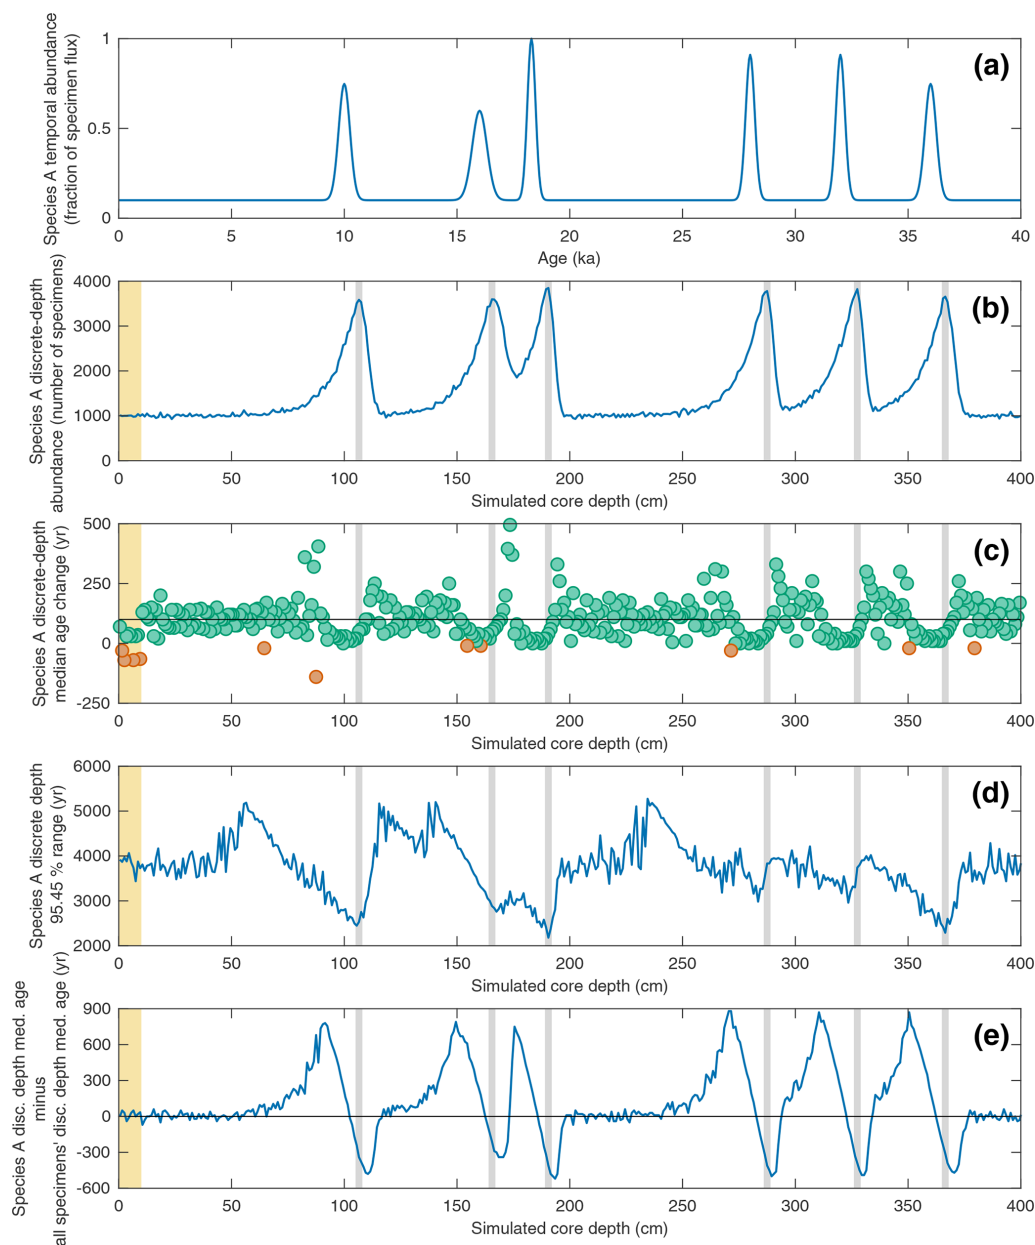 Species A temporal abundance
(fraction of specimen flux)
1
0.5
0
(a)
0 5 10 15 20 25 30 35 40
Age (ka)
Species A discrete-depth
abundance (number of specimens)
4000
3000
2000
1000
0
(b)
0 50 100 150 200 250 300 350 400
Simulated core depth (cm)
Species A discrete-depth
median age change (yr)
500
250
0
-250
(c)
0 50 100 150 200 250 300 350 400
Simulated core depth (cm)
Species A discrete depth
95.45 % range (yr)
6000
5000
4000
3000
2000
(d)
0 50 100 150 200 250 300 350 400
Simulated core depth (cm)
Species A disc. depth med. age
minus
all specimens' disc. depth med. age (yr)
900
600
300
0
-300
-600
(e)
0 50 100 150 200 250 300 350 400
Simulated core depth (cm)